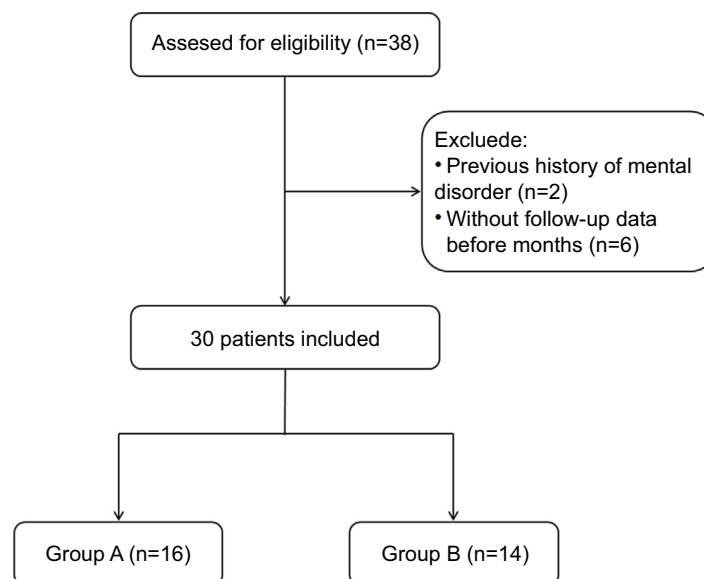 Assesed for eligibility (n=38)
Excluede:
• Previous history of mental
disorder (n=2)
• Without follow-up data
before months (n=6)
30 patients included
Group A (n=16)
Group B (n=14)